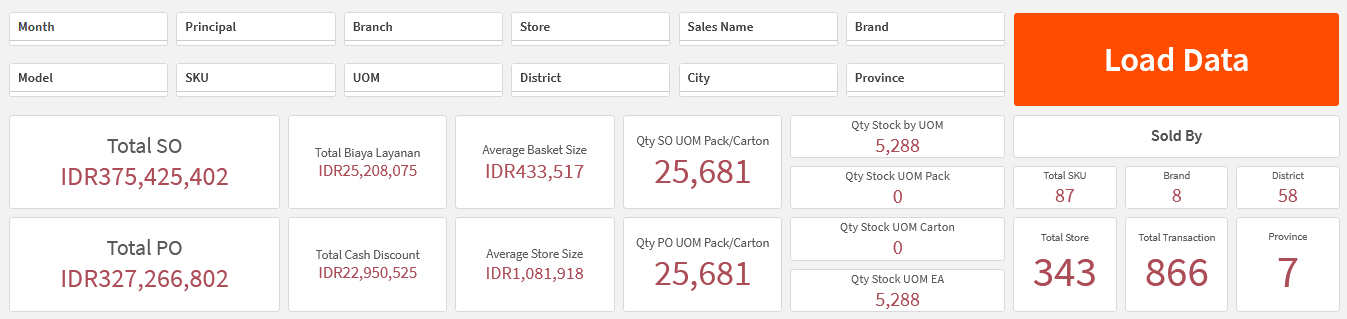 Month
Principal
Branch
Store
Sales Name
Brand
Load Data
Model
SKU
UOM
District
City
Province
Total SO
IDR375,425,402
Total Biaya Layanan
IDR25,208,075
Average Basket Size
IDR433,517
Qty SO UOM Pack/Carton
25,681
Qty Stock by UOM
5,288
Qty Stock UOM Pack
0
Sold By
Total SKU
87
Brand
8
District
58
Total PO
IDR327,266,802
Total Cash Discount
IDR22,950,525
Average Store Size
IDR1,081,918
Qty PO UOM Pack/Carton
25,681
Qty Stock UOM Carton
0
Qty Stock UOM EA
5,288
Total Store
343
Total Transaction
866
Province
7